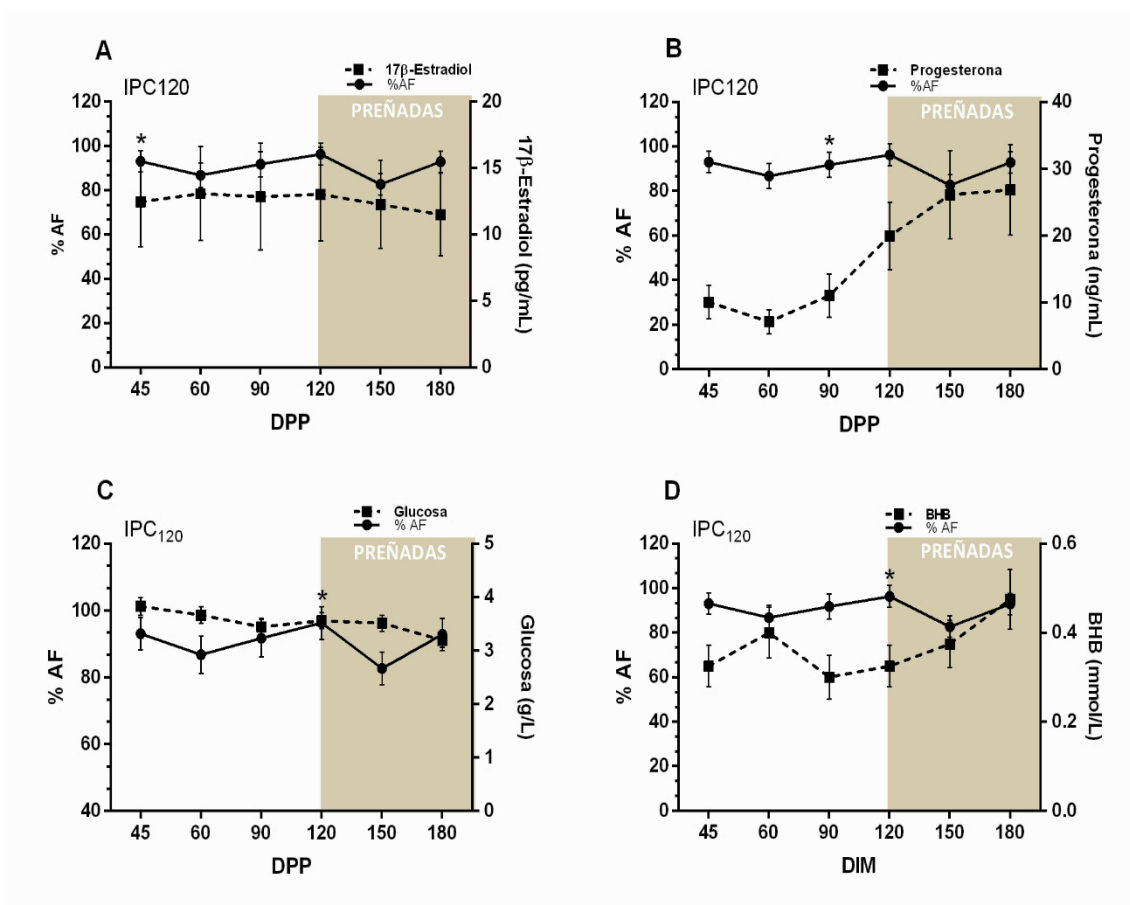 A
17β-Estradiol
%AF
IPC120
PREÑADAS
*
120
100
80
60
40
20
0
% AF
20
15
10
5
0
17β-Estradiol (pg/mL)
45 60 90 120 150 180
DPP
B
Progesterona
%AF
IPC120
PREÑADAS
*
120
100
80
60
40
20
0
% AF
40
30
20
10
0
Progesterona (ng/mL)
45 60 90 120 150 180
DPP
C
Glucosa
% AF
IPC120
PREÑADAS
*
120
100
80
60
40
% AF
5
4
3
2
1
0
Glucosa (g/L)
45 60 90 120 150 180
DPP
D
BHB
% AF
IPC120
PREÑADAS
*
120
100
80
60
40
20
0
% AF
0.6
0.4
0.2
0.0
BHB (mmol/L)
45 60 90 120 150 180
DIM